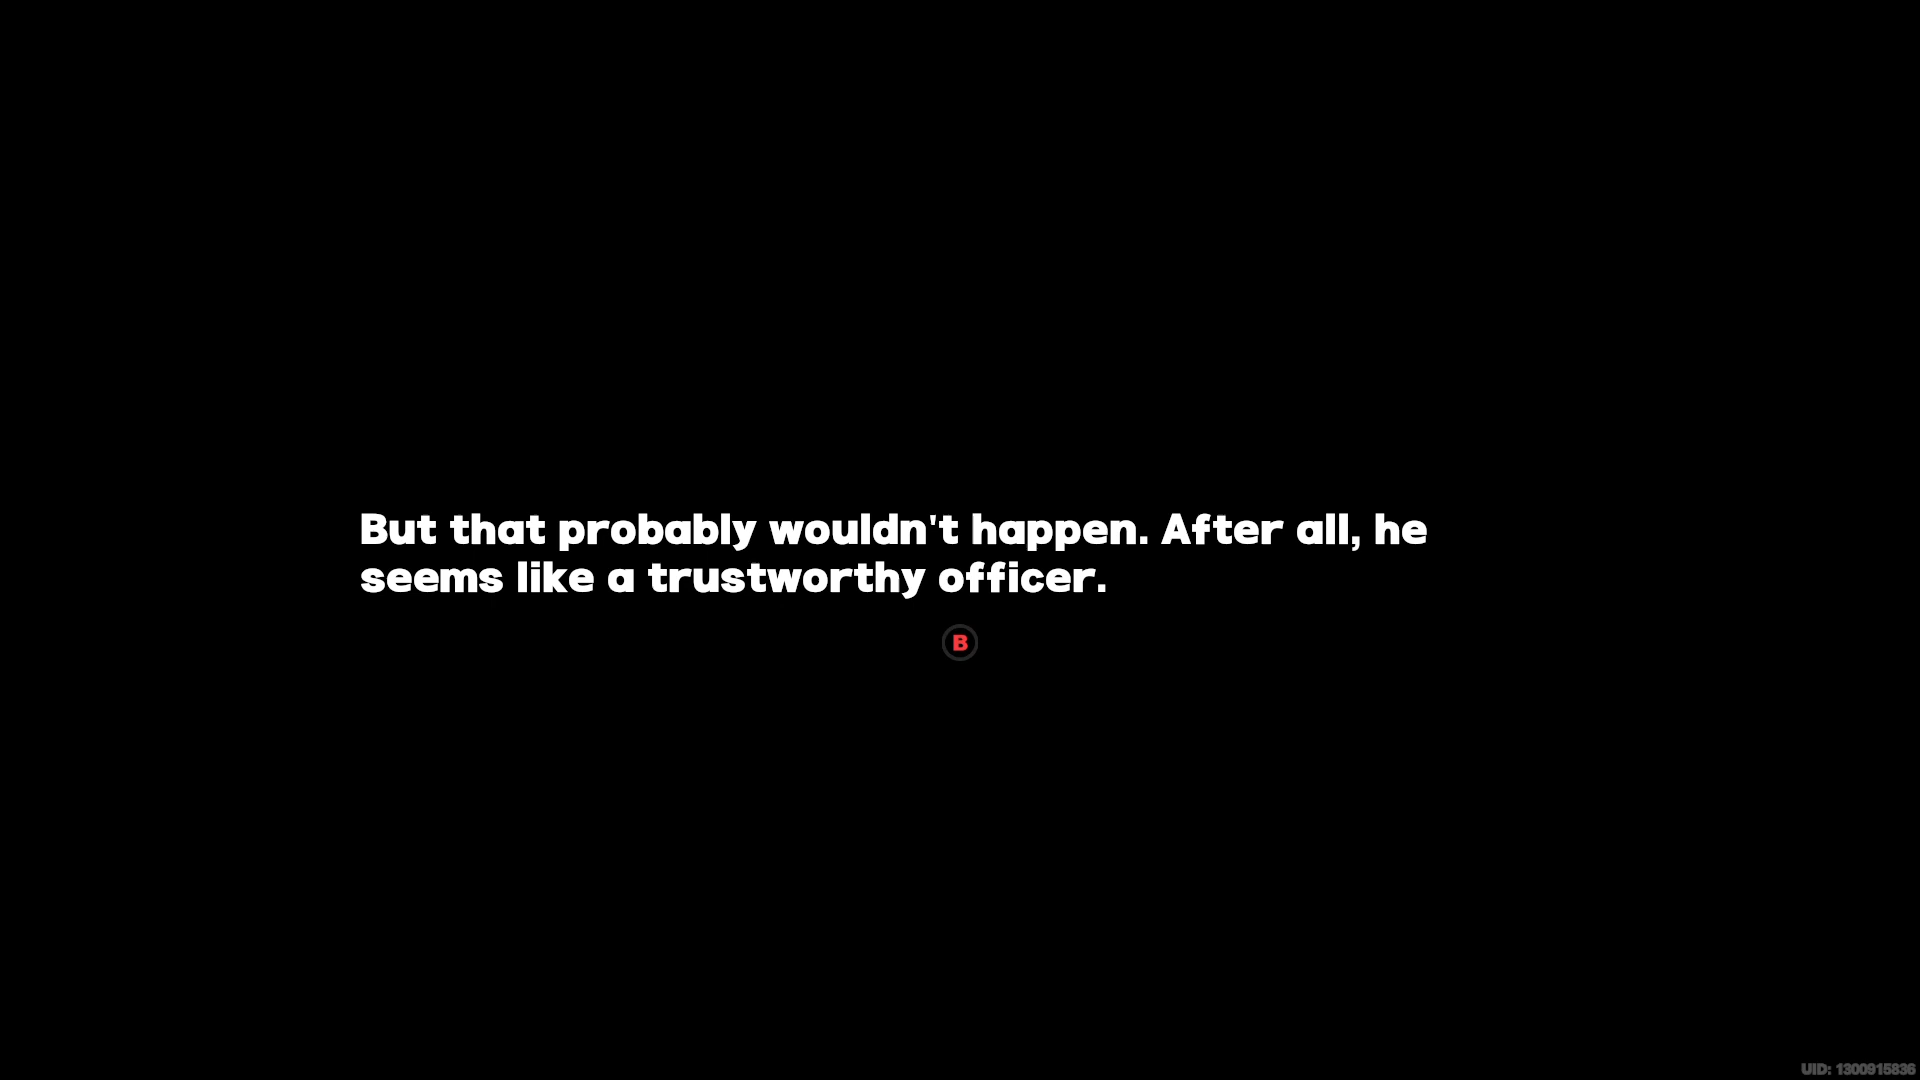 But that probably wouldn't happen. After all, he
seems like a trustworthy officer.
B
UID: 1300915836